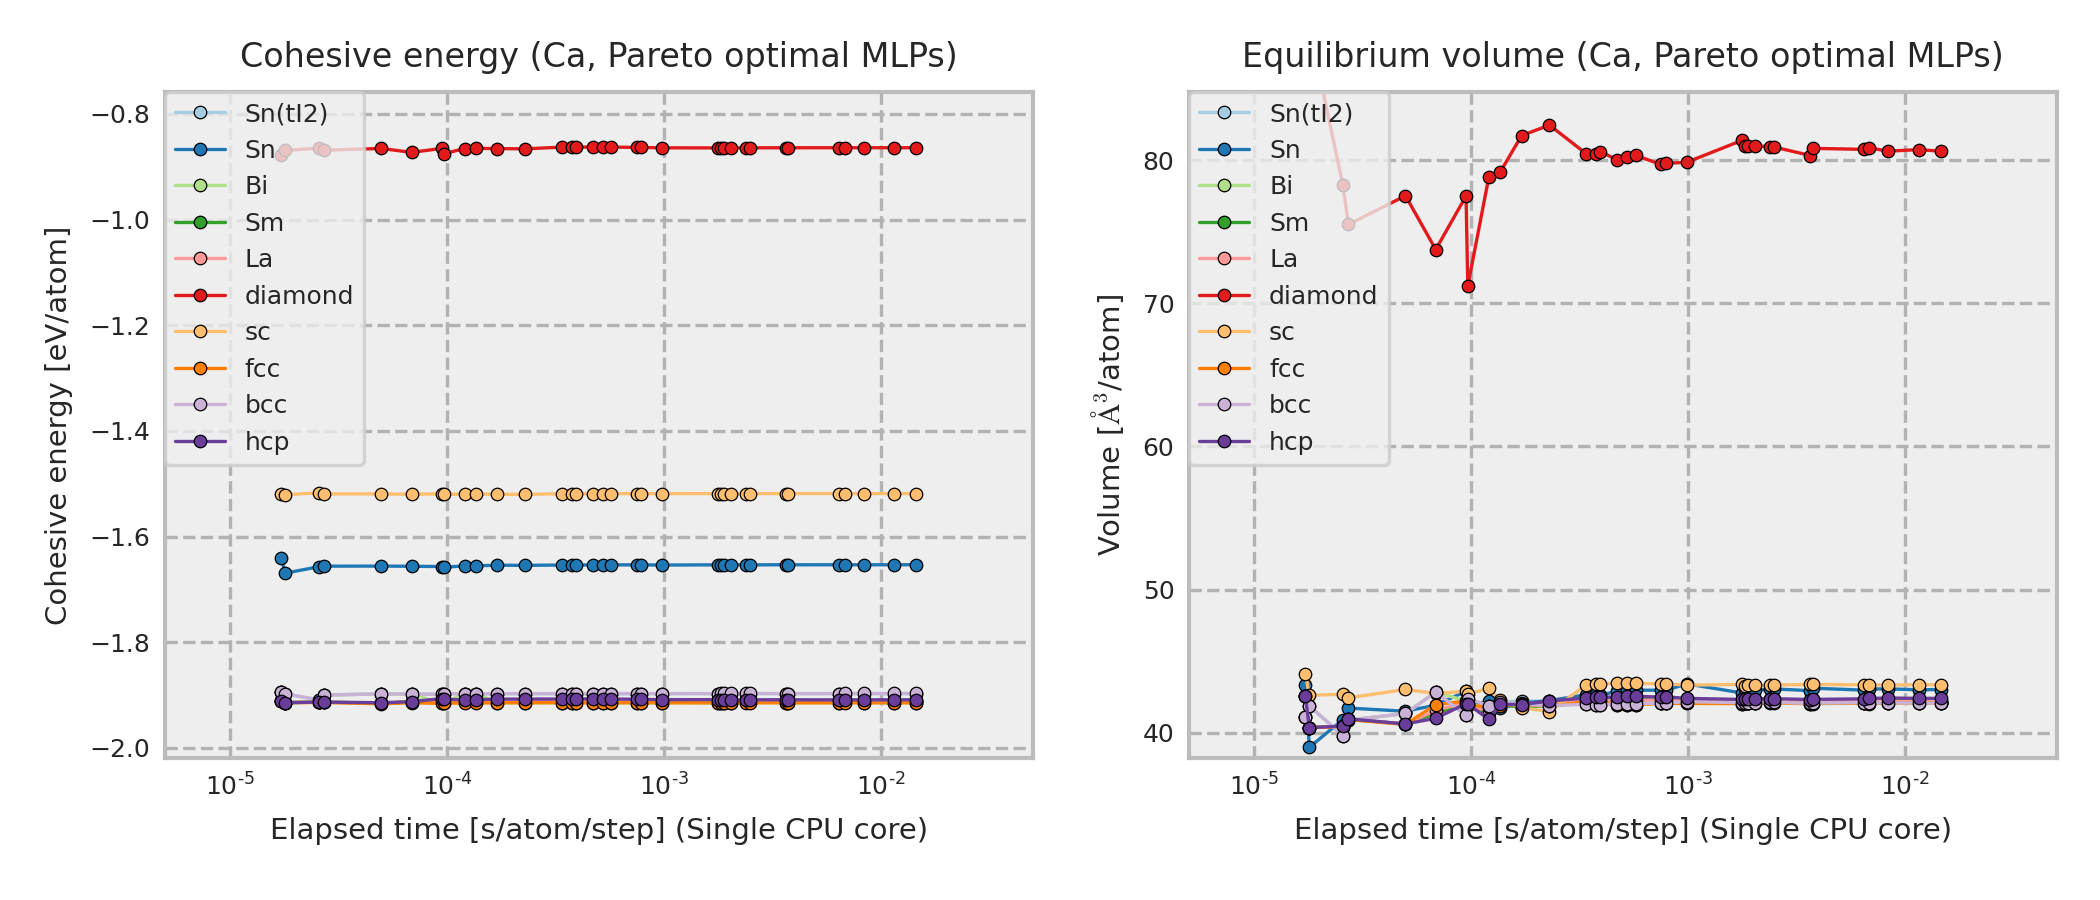 Cohesive energy (Ca, Pareto optimal MLPs)
Cohesive energy [eV/atom]
−0.8
−1.0
−1.2
−1.4
−1.6
−1.8
−2.0
Sn(tI2)
Sn
Bi
Sm
La
diamond
sc
fcc
bcc
hcp
10-5
10-4
10-3
10-2
Elapsed time [s/atom/step] (Single CPU core)
Equilibrium volume (Ca, Pareto optimal MLPs)
Volume [Å3/atom]
80
70
60
50
40
Sn(tI2)
Sn
Bi
Sm
La
diamond
sc
fcc
bcc
hcp
10-5
10-4
10-3
10-2
Elapsed time [s/atom/step] (Single CPU core)